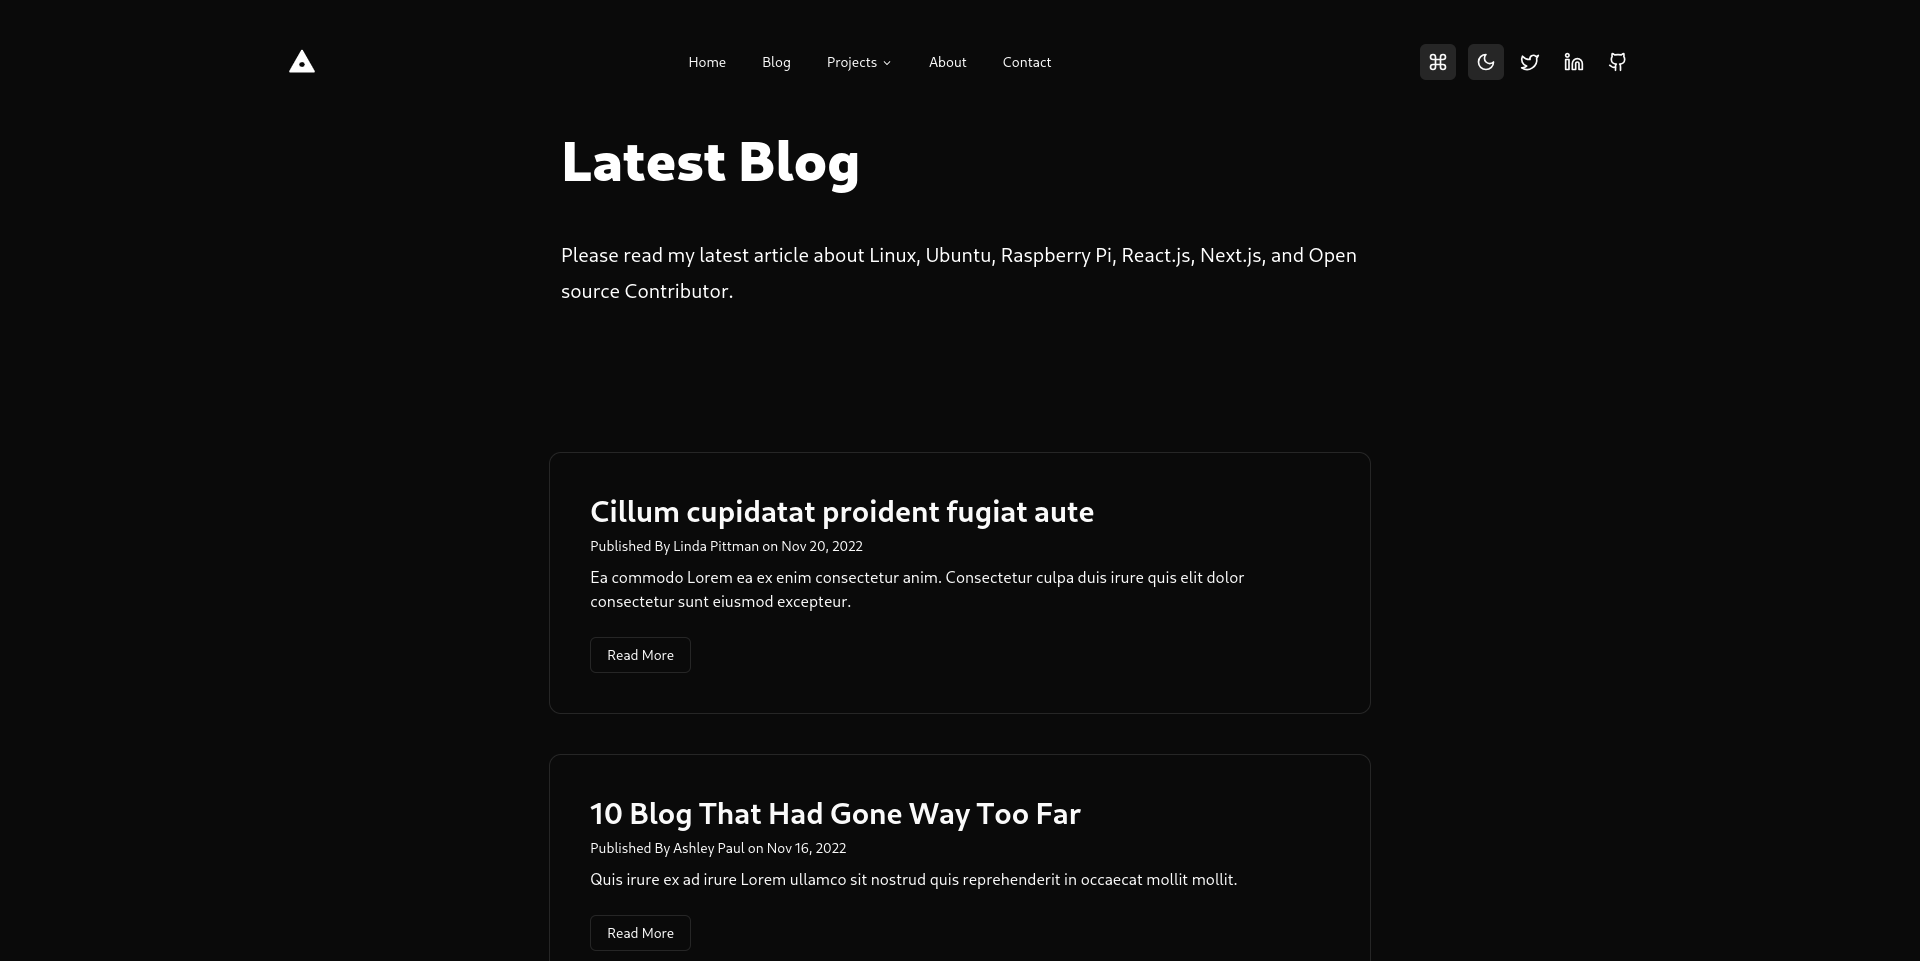 Home Blog Projects About Contact
Latest Blog
Please read my latest article about Linux, Ubuntu, Raspberry Pi, React.js, Next.js, and Open
source Contributor.
Cillum cupidatat proident fugiat aute
Published By Linda Pittman on Nov 20, 2022
Ea commodo Lorem ea ex enim consectetur anim. Consectetur culpa duis irure quis elit dolor
consectetur sunt eiusmod excepteur.
Read More
10 Blog That Had Gone Way Too Far
Published By Ashley Paul on Nov 16, 2022
Quis irure ex ad irure Lorem ullamco sit nostrud quis reprehenderit in occaecat mollit mollit.
Read More